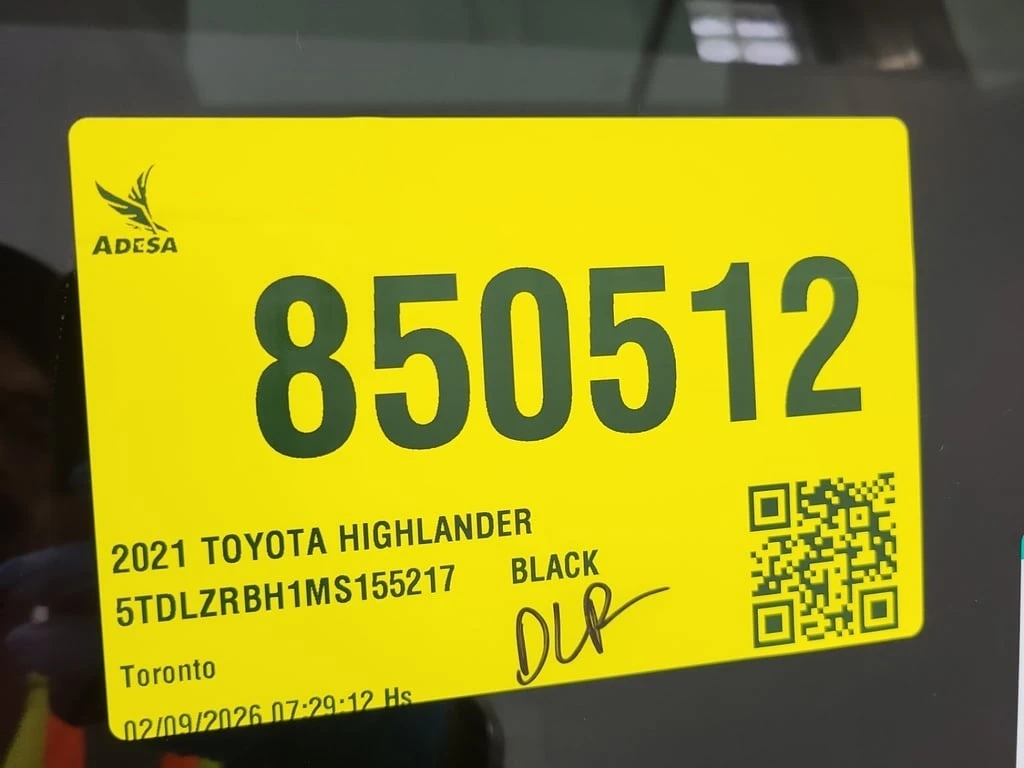 ADESA
850512
2021 TOYOTA HIGHLANDER
5TDLZRBH1MS155217 BLACK
DLR
Toronto
02/09/2026 07:29:12 Hs